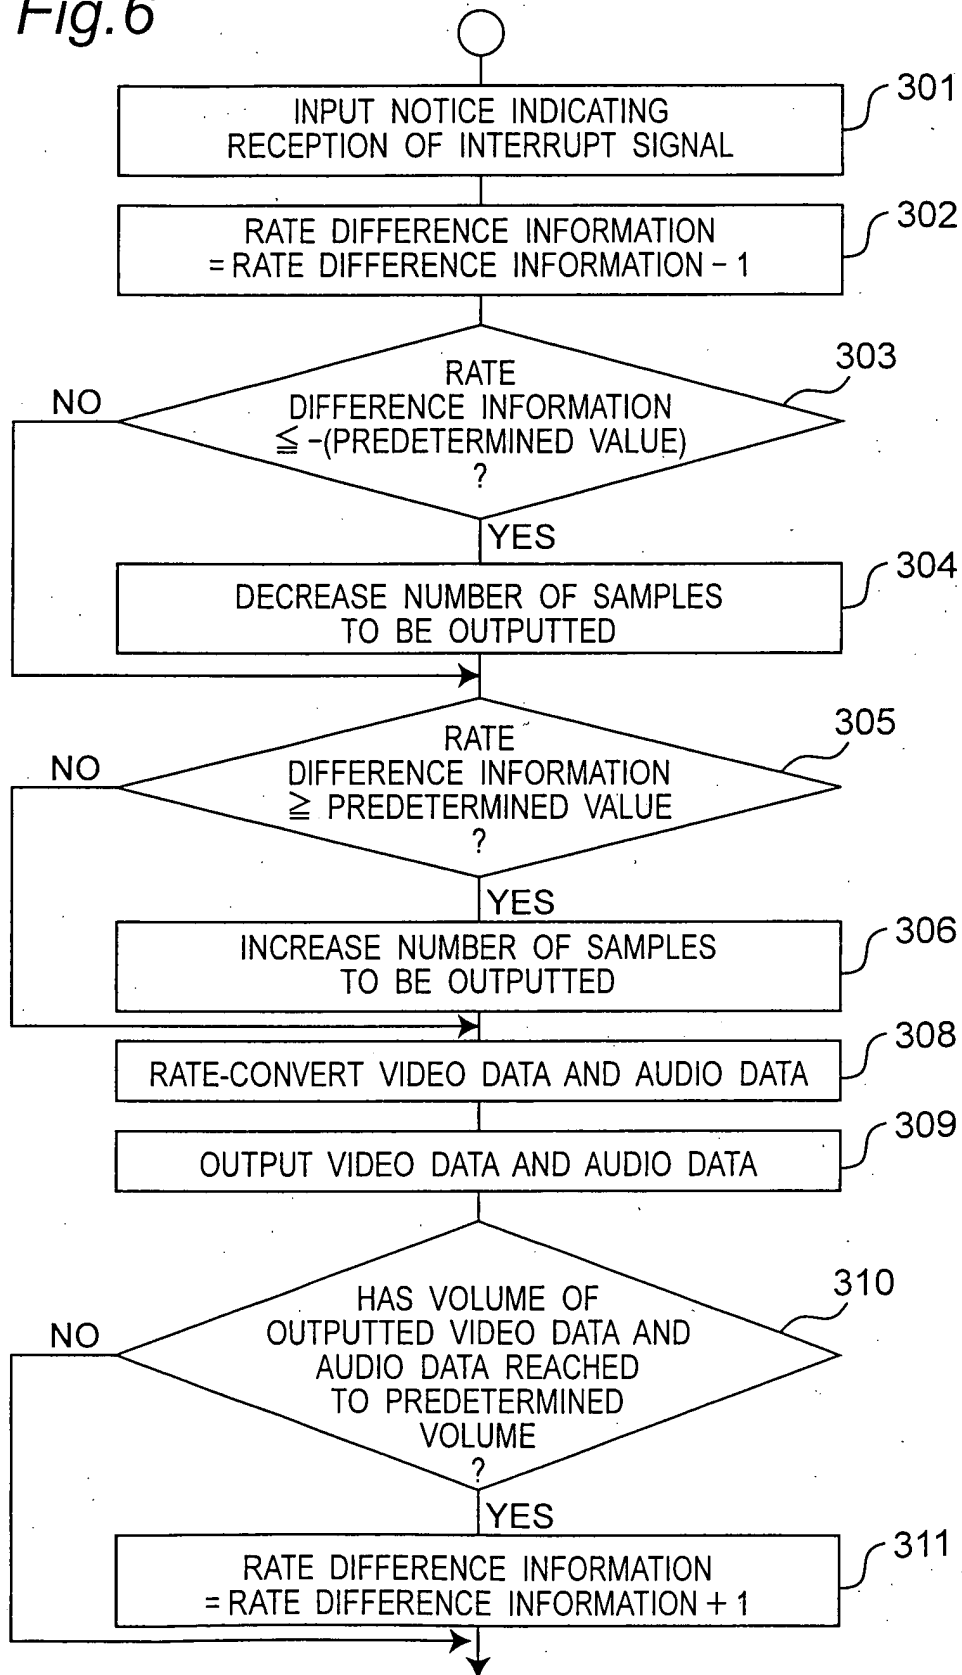 Fig.6
INPUT NOTICE INDICATING
RECEPTION OF INTERRUPT SIGNAL
301
RATE DIFFERENCE INFORMATION
=RATE DIFFERENCE INFORMATION−1
302
RATE
DIFFERENCE INFORMATION
≦ -(PREDETERMINED VALUE)
?
303
NO
YES
DECREASE NUMBER OF SAMPLES
TO BE OUTPUTTED
304
RATE
DIFFERENCE INFORMATION
≧ PREDETERMINED VALUE
?
305
NO
YES
INCREASE NUMBER OF SAMPLES
TO BE OUTPUTTED
306
RATE-CONVERT VIDEO DATA AND AUDIO DATA
308
OUTPUT VIDEO DATA AND AUDIO DATA
309
HAS VOLUME OF
OUTPUTTED VIDEO DATA AND
AUDIO DATA REACHED
TO PREDETERMINED
VOLUME
?
310
NO
YES
RATE DIFFERENCE INFORMATION
=RATE DIFFERENCE INFORMATION+1
311